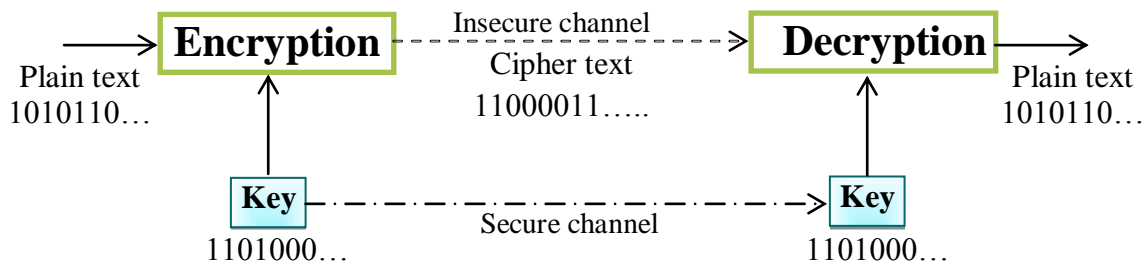 Encryption
Insecure channel
Decryption
Plain text
1010110…
Cipher text
11000011…..
Plain text
1010110…
Key
Secure channel
Key
1101000…
1101000…